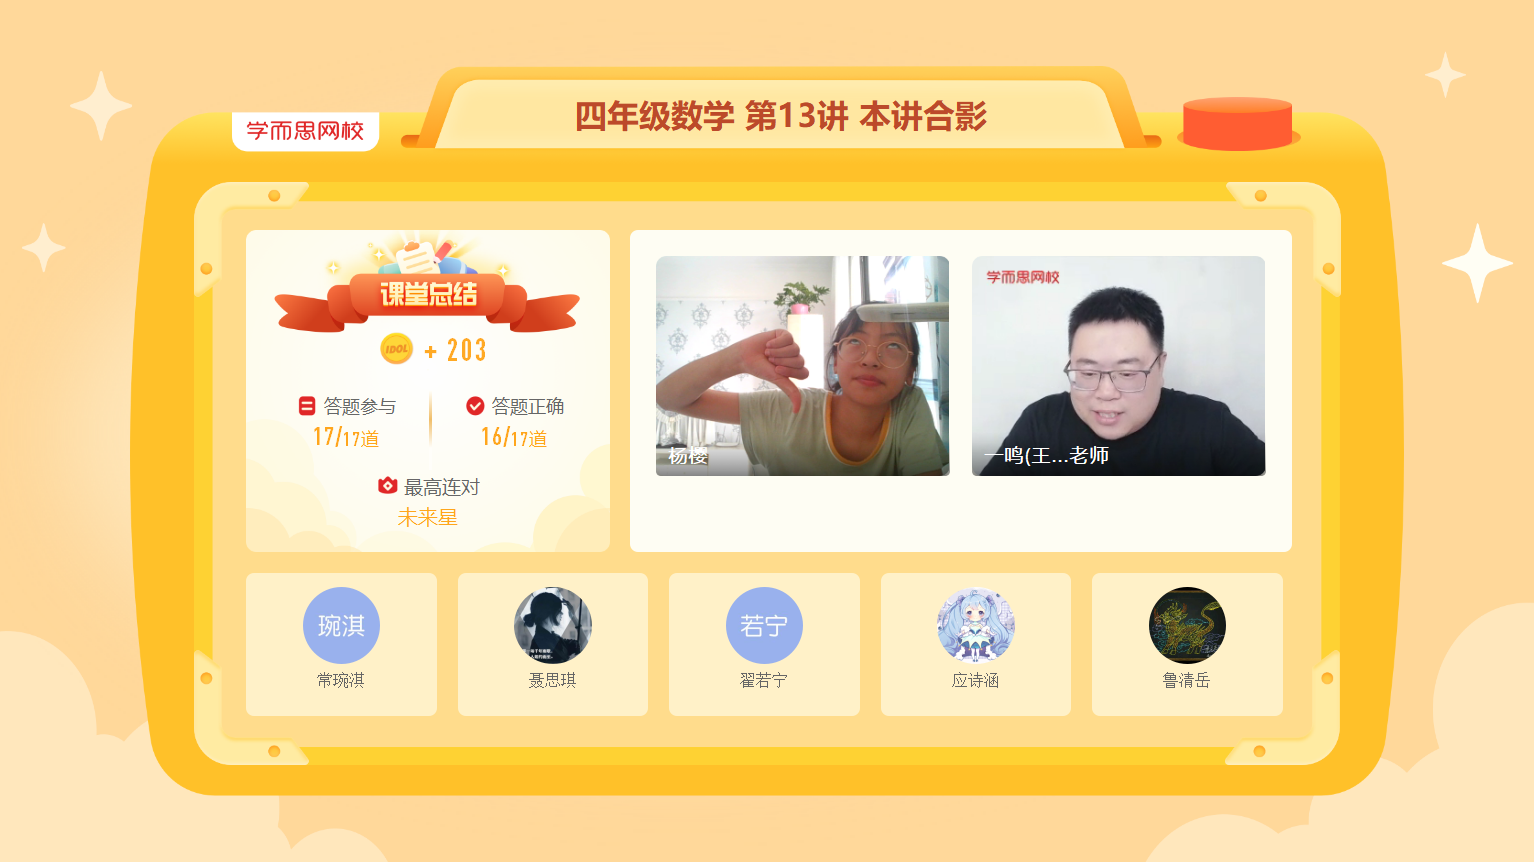 学而思网校
四年级数学 第13讲 本讲合影
课堂总结
IDOL + 203
答题参与
17/17道
答题正确
16/17道
最高连对
未来星
杨樱
学而思网校
一鸣(王...老师
琬淇
常琬淇
聂思琪
若宁
翟若宁
应诗涵
鲁清岳